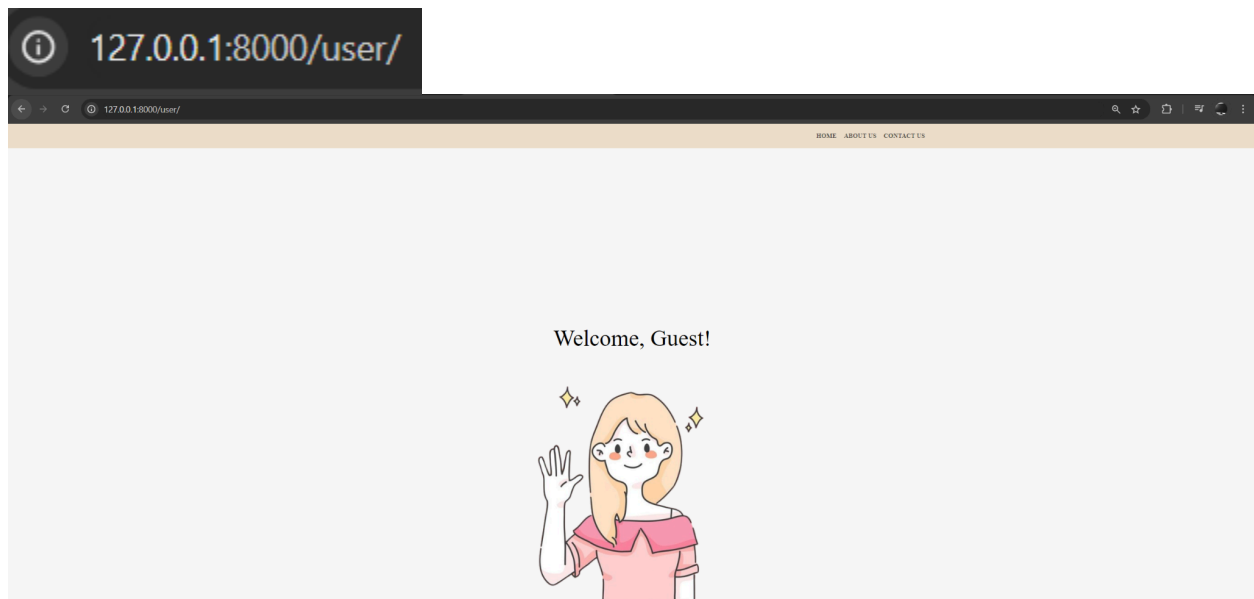 127.0.0.1:8000/user/
127.0.0.1:8000/user/
HOME ABOUT US CONTACT US
Welcome, Guest!